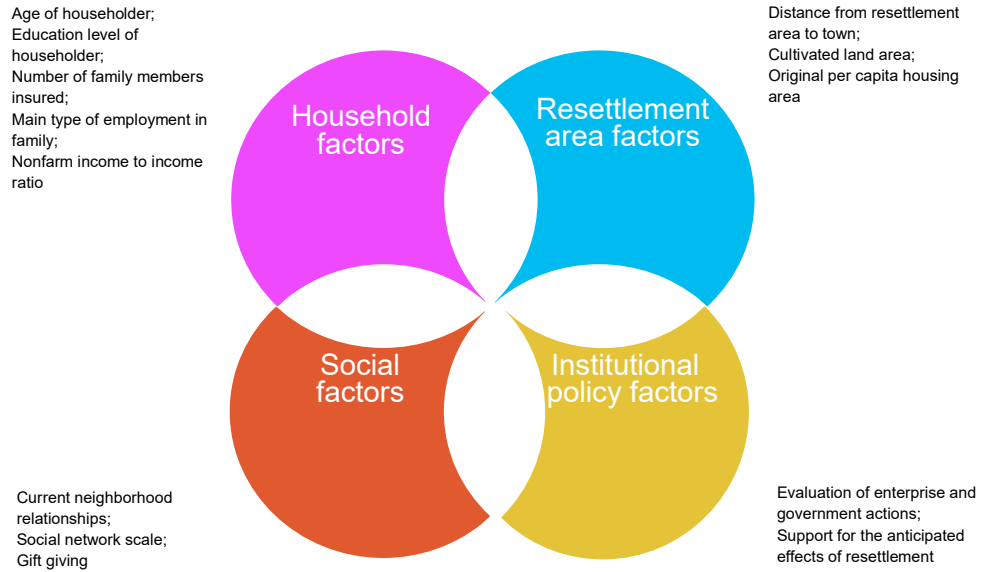 Age of householder;
Education level of
householder;
Number of family members
insured;
Main type of employment in
family;
Nonfarm income to income
ratio
Distance from resettlement
area to town;
Cultivated land area;
Original per capita housing
area
Household
factors
Resettlement
area factors
Social
factors
Institutional
policy factors
Current neighborhood
relationships;
Social network scale;
Gift giving
Evaluation of enterprise and
government actions;
Support for the anticipated
effects of resettlement